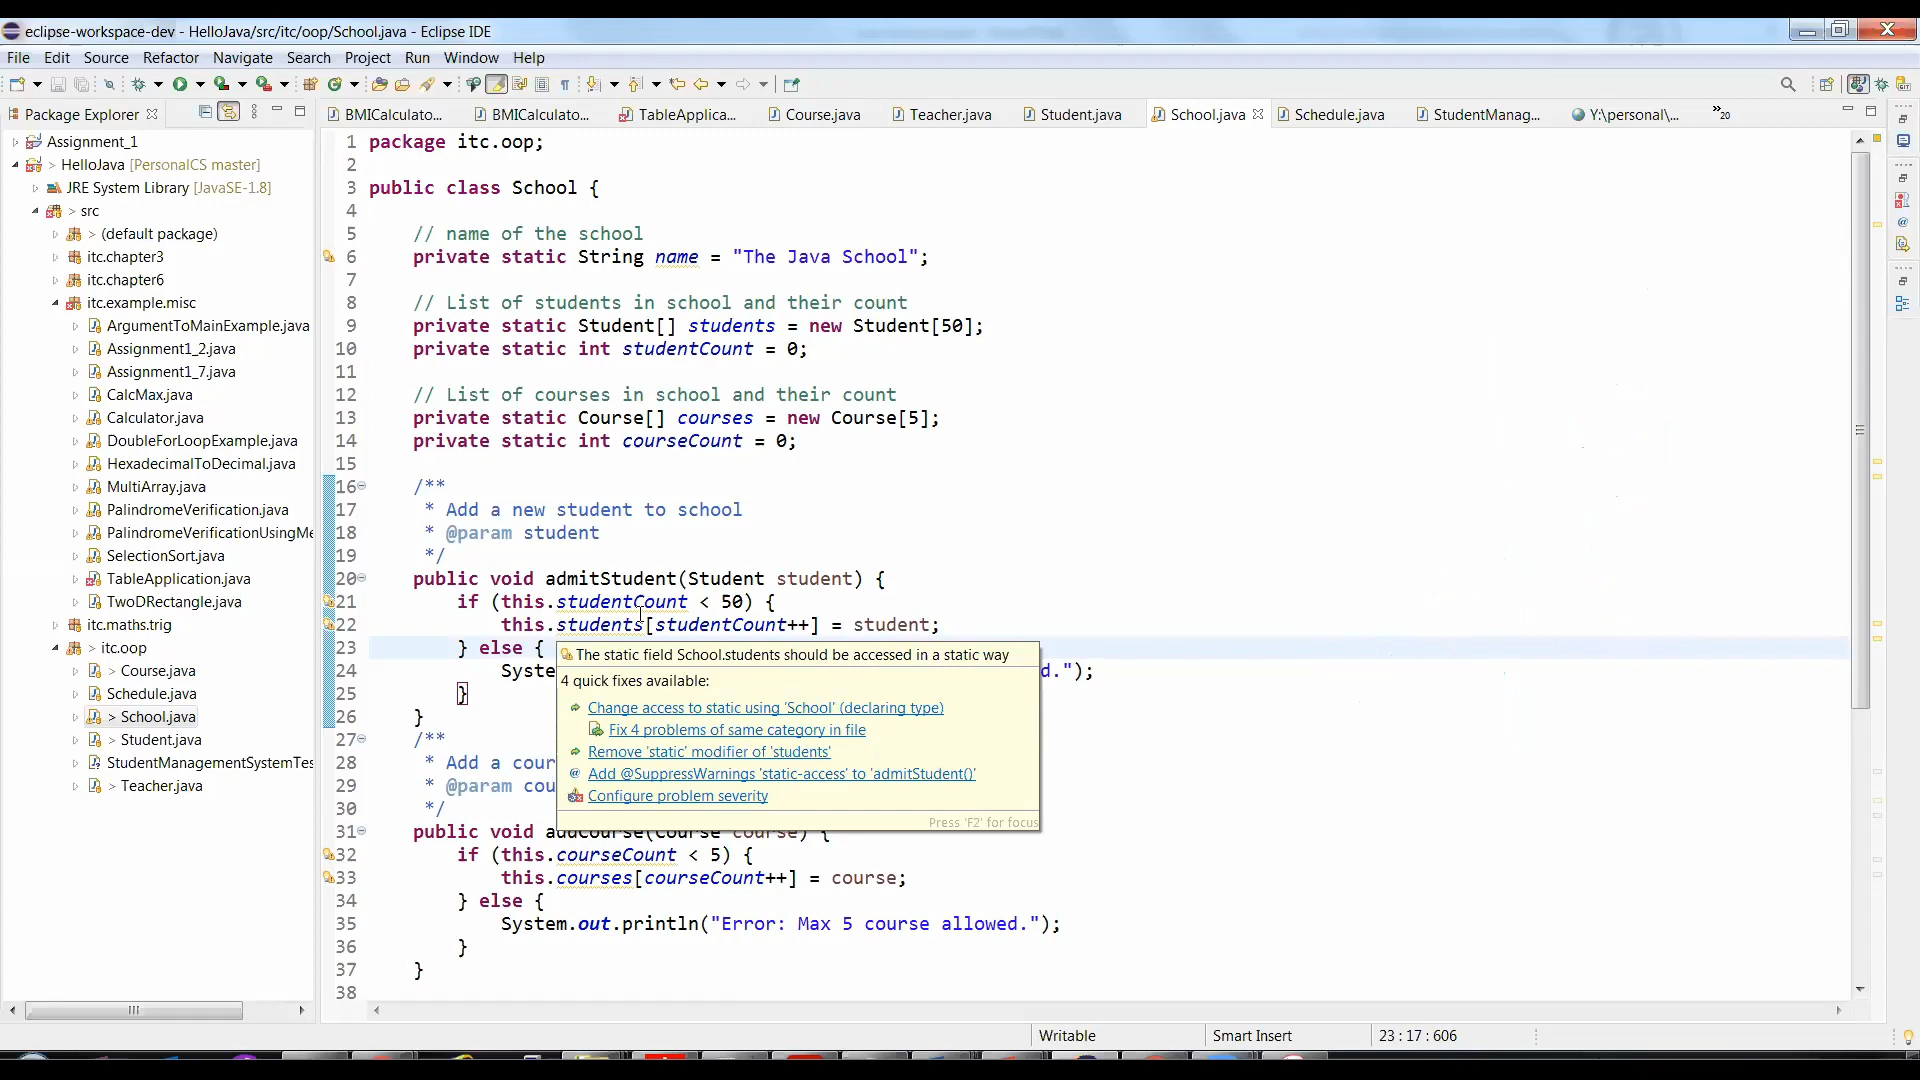 eclipse-workspace-dev - HelloJava/src/itc/oop/School.java - Eclipse IDE
File Edit Source Refactor Navigate Search Project Run Window Help
Package Explorer
BMICalculato... BMICalculato... TableApplica... Course.java Teacher.java Student.java School.java Schedule.java StudentManag... Y:\personal\... »20
Assignment_1
> HelloJava [PersonalCS master]
JRE System Library [JavaSE-1.8]
> src
> (default package)
itc.chapter3
itc.chapter6
itc.example.misc
ArgumentToMainExample.java
Assignment1_2.java
Assignment1_7.java
CalcMax.java
Calculator.java
DoubleForLoopExample.java
HexadecimalToDecimal.java
MultiArray.java
PalindromeVerification.java
PalindromeVerificationUsingMe
SelectionSort.java
TableApplication.java
TwoDRectangle.java
itc.maths.trig
> itc.oop
> Course.java
Schedule.java
> School.java
> Student.java
StudentManagementSystemTes
> Teacher.java
1 package itc.oop;
2
3 public class School {
4
5 // name of the school
6 private static String name = "The Java School";
7
8 // List of students in school and their count
9 private static Student[] students = new Student[50];
10 private static int studentCount = 0;
11
12 // List of courses in school and their count
13 private static Course[] courses = new Course[5];
14 private static int courseCount = 0;
15
16 /**
17 * Add a new student to school
18 * @param student
19 */
20 public void admitStudent(Student student) {
21 if (this.studentCount < 50) {
22 this.students[studentCount++] = student;
23 } else {
24 Syste d.");
25 }
26 }
27 /**
28 * Add a cour
29 * @param cou
30 */
31 public void addCourse(Course course) {
32 if (this.courseCount < 5) {
33 this.courses[courseCount++] = course;
34 } else {
35 System.out.println("Error: Max 5 course allowed.");
36 }
37 }
38
The static field School.students should be accessed in a static way
4 quick fixes available:
Change access to static using 'School' (declaring type)
Fix 4 problems of same category in file
Remove 'static' modifier of 'students'
Add @SuppressWarnings 'static-access' to 'admitStudent()'
Configure problem severity
Press 'F2' for focus
Writable Smart Insert 23 : 17 : 606